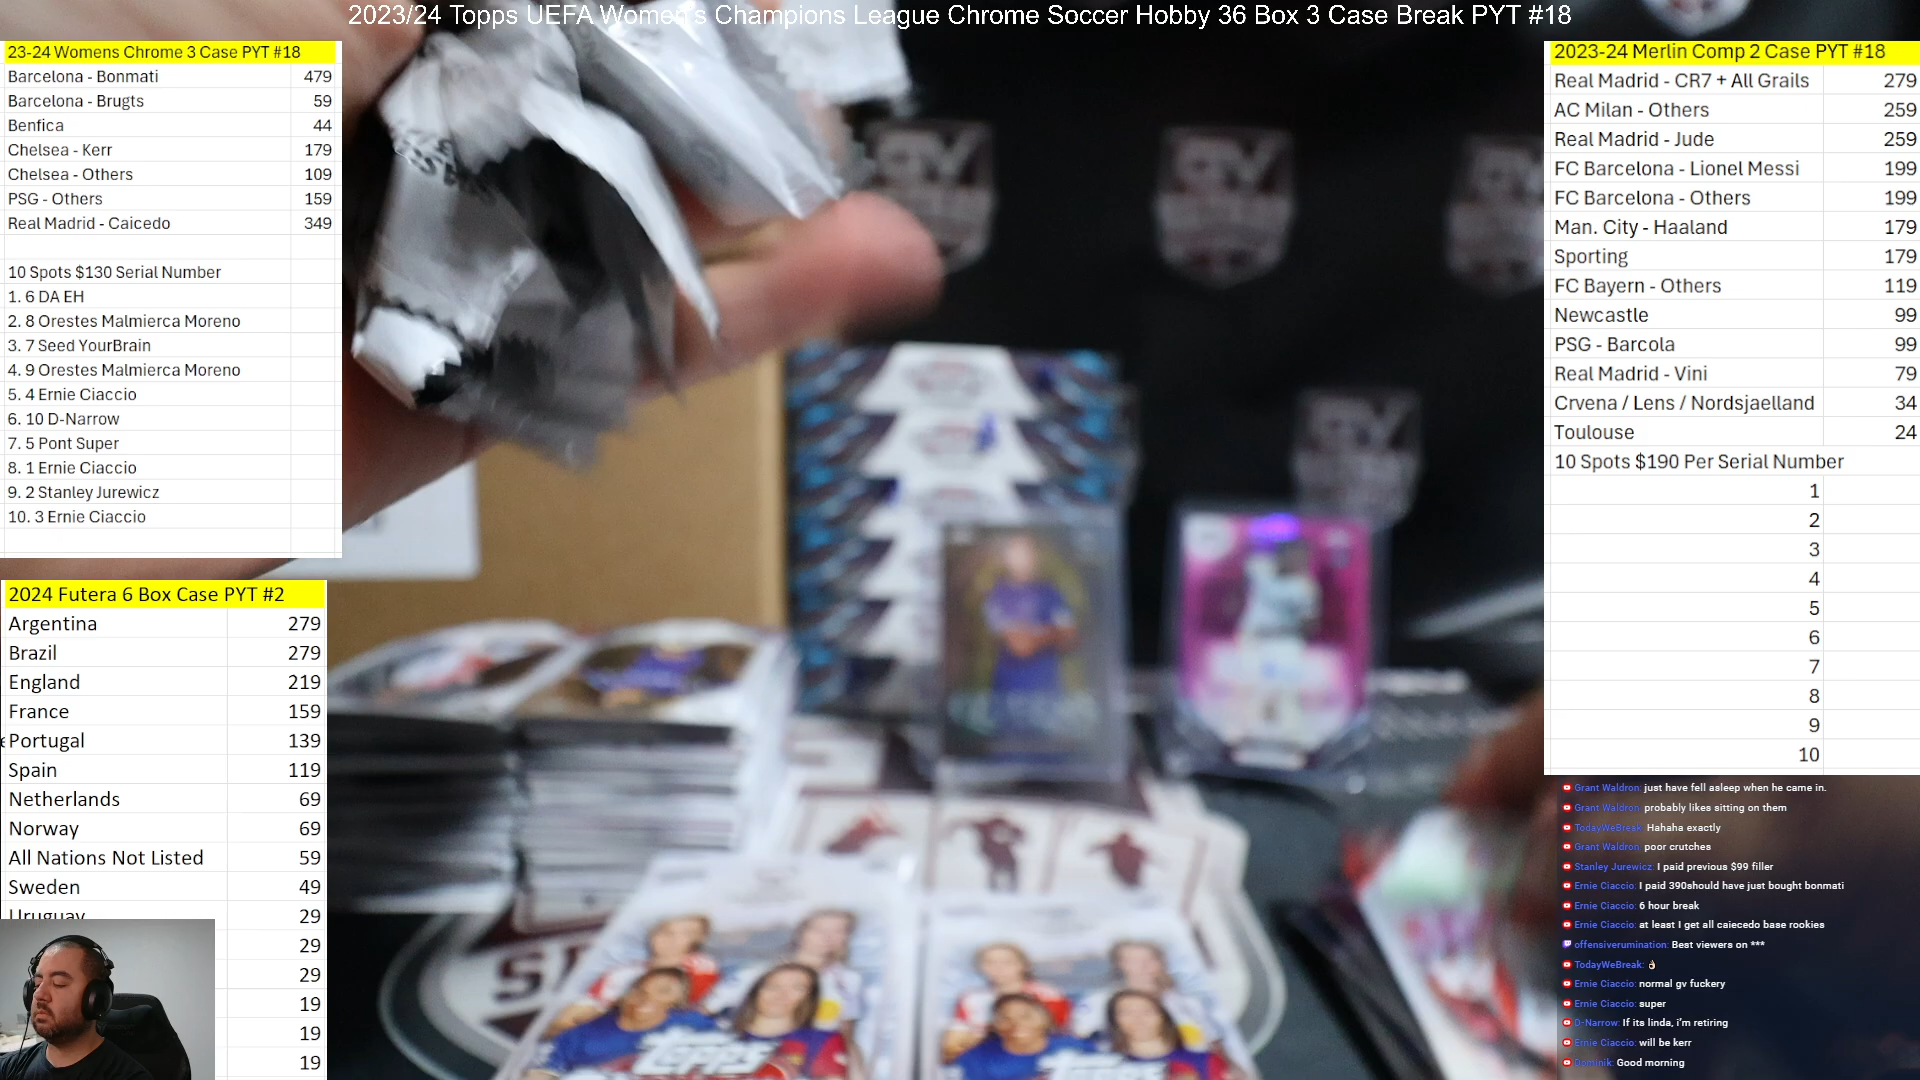 2023/24 Topps UEFA Women's Champions League Chrome Soccer Hobby 36 Box 3 Case Break PYT #18
23-24 Womens Chrome 3 Case PYT #18
Barcelona - Bonmati 479
Barcelona - Brugts 59
Benfica 44
Chelsea - Kerr 179
Chelsea - Others 109
PSG - Others 159
Real Madrid - Caicedo 349
10 Spots $130 Serial Number
1. 6 DA EH
2. 8 Orestes Malmierca Moreno
3. 7 Seed YourBrain
4. 9 Orestes Malmierca Moreno
5. 4 Ernie Ciaccio
6. 10 D-Narrow
7. 5 Pont Super
8. 1 Ernie Ciaccio
9. 2 Stanley Jurewicz
10. 3 Ernie Ciaccio
2024 Futera 6 Box Case PYT #2
Argentina 279
Brazil 279
England 219
France 159
Portugal 139
Spain 119
Netherlands 69
Norway 69
All Nations Not Listed 59
Sweden 49
Uruguay 29
29
29
19
19
19
2023-24 Merlin Comp 2 Case PYT #18
Real Madrid - CR7 + All Grails 279
AC Milan - Others 259
Real Madrid - Jude 259
FC Barcelona - Lionel Messi 199
FC Barcelona - Others 199
Man. City - Haaland 179
Sporting 179
FC Bayern - Others 119
Newcastle 99
PSG - Barcola 99
Real Madrid - Vini 79
Crvena / Lens / Nordsjaelland 34
Toulouse 24
10 Spots $190 Per Serial Number
1
2
3
4
5
6
7
8
9
10
Grant Waldron: just have fell asleep when he came in.
Grant Waldron: probably likes sitting on them
TodayWeBreak: Hahaha exactly
Grant Waldron: poor crutches
Stanley Jurewicz: I paid previous $99 filler
Ernie Ciaccio: I paid 390should have just bought bonmati
Ernie Ciaccio: 6 hour break
Ernie Ciaccio: at least I get all caiecedo base rookies
offensiverumination: Best viewers on ***
TodayWeBreak: 👌
Ernie Ciaccio: normal gv fuckery
Ernie Ciaccio: super
D-Narrow: If its linda, i'm retiring
Ernie Ciaccio: will be kerr
Dominik: Good morning
GV
GV
GV
Topps
Topps